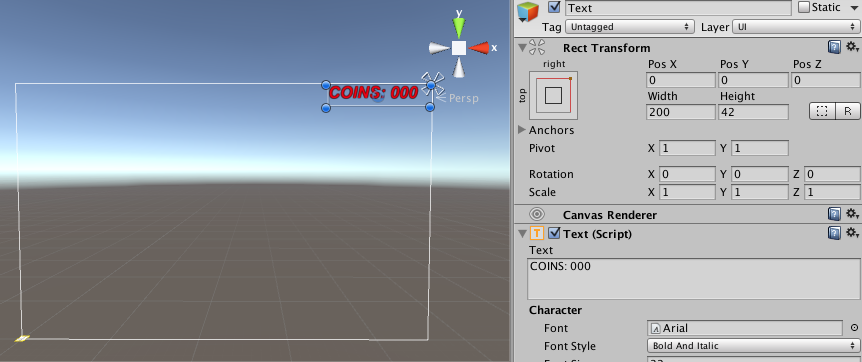 y
x
COINS: 000
Persp
Text
Static
Tag
Untagged
Layer
UI
Rect Transform
right
top
Pos X
Pos Y
Pos Z
0
0
0
Width
Height
200
42
R
Anchors
Pivot
X 1 Y 1
Rotation
X 0 Y 0 Z 0
Scale
X 1 Y 1 Z 1
Canvas Renderer
T Text (Script)
Text
COINS: 000
Character
Font
Arial
Font Style
Bold And Italic